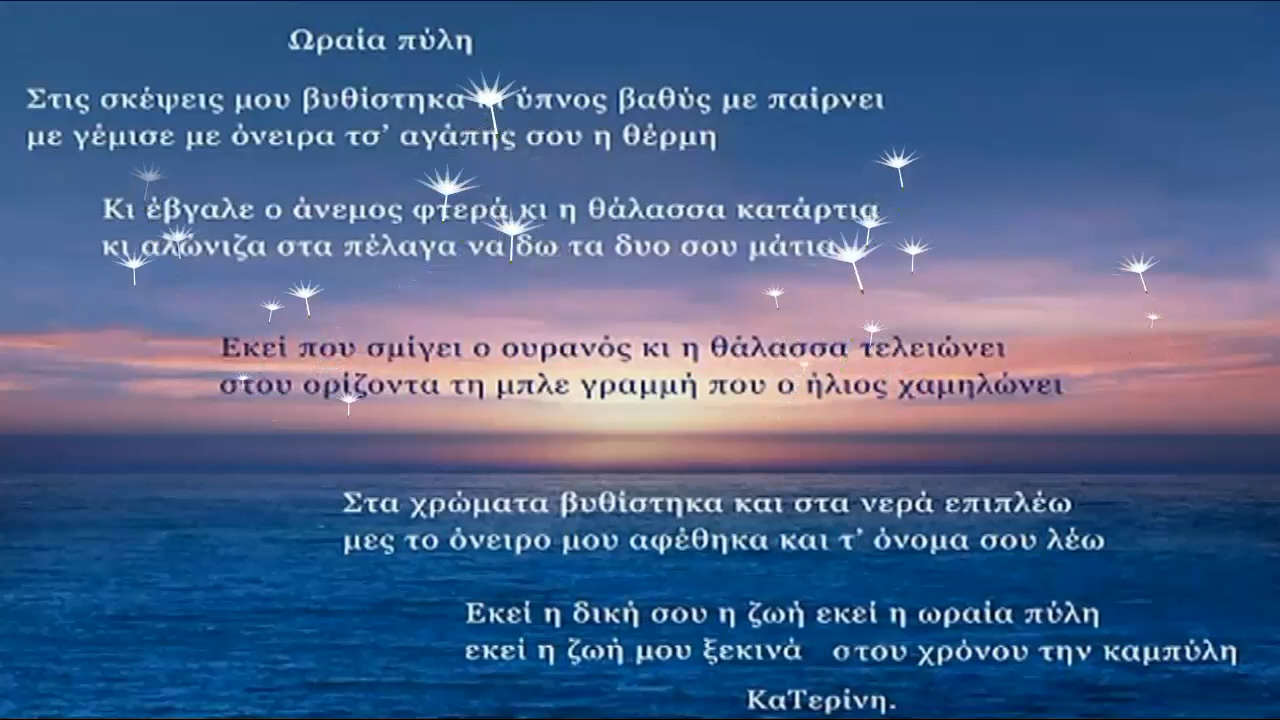 Ωραία πύλη
Στις σκέψεις μου βυθίστηκα ύπνος βαθύς με παίρνει
με γέμισε με όνειρα τσ' αγάπης σου η θέρμη
Κι έβγαλε ο άνεμος φτερά κι η θάλασσα κατάρτια
κι αλώνιζα στα πέλαγα να δω τα δυο σου μάτια
Εκεί που σμίγει ο ουρανός κι η θάλασσα τελειώνει
στου ορίζοντα τη μπλε γραμμή που ο ήλιος χαμηλώνει
Στα χρώματα βυθίστηκα και στα νερά επιπλέω
μες το όνειρο μου αφέθηκα και τ' όνομα σου λέω
Εκεί η δική σου η ζωή εκεί η ωραία πύλη
εκεί η ζωή μου ξεκινά στου χρόνου την καμπύλη
ΚαΤερίνη.